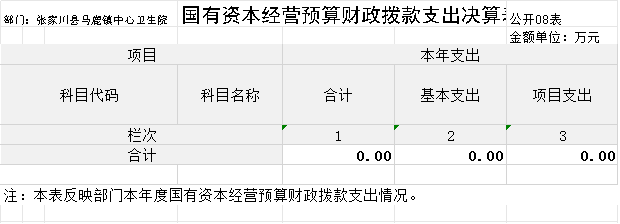 部门：张家川县马鹿镇中心卫生院 国有资本经营预算财政拨款支出决算 公开08表
金额单位：万元
项目 本年支出
科目代码 科目名称 合计 基本支出 项目支出
栏次 1 2 3
合计 0.00 0.00 0.00
注：本表反映部门本年度国有资本经营预算财政拨款支出情况。